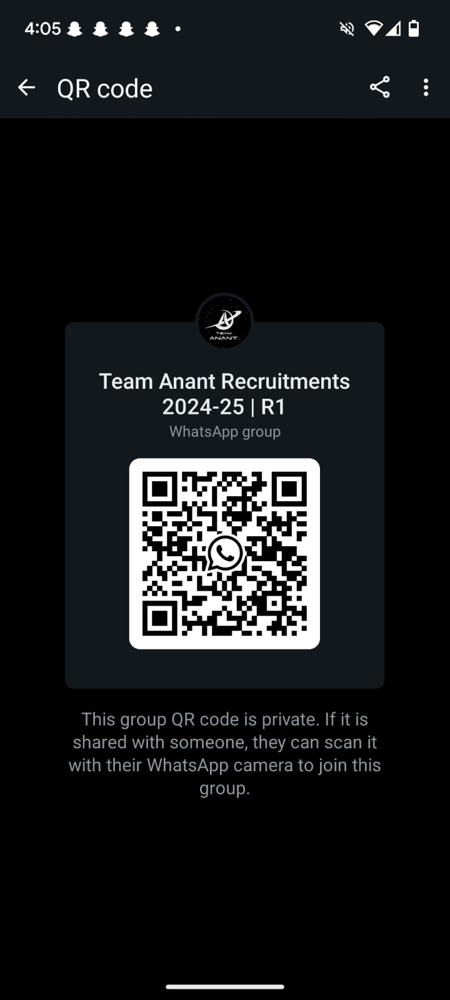 4:05
QR code
TEAM
ANANT
Team Anant Recruitments
2024-25 | R1
WhatsApp group
This group QR code is private. If it is
shared with someone, they can scan it
with their WhatsApp camera to join this
group.